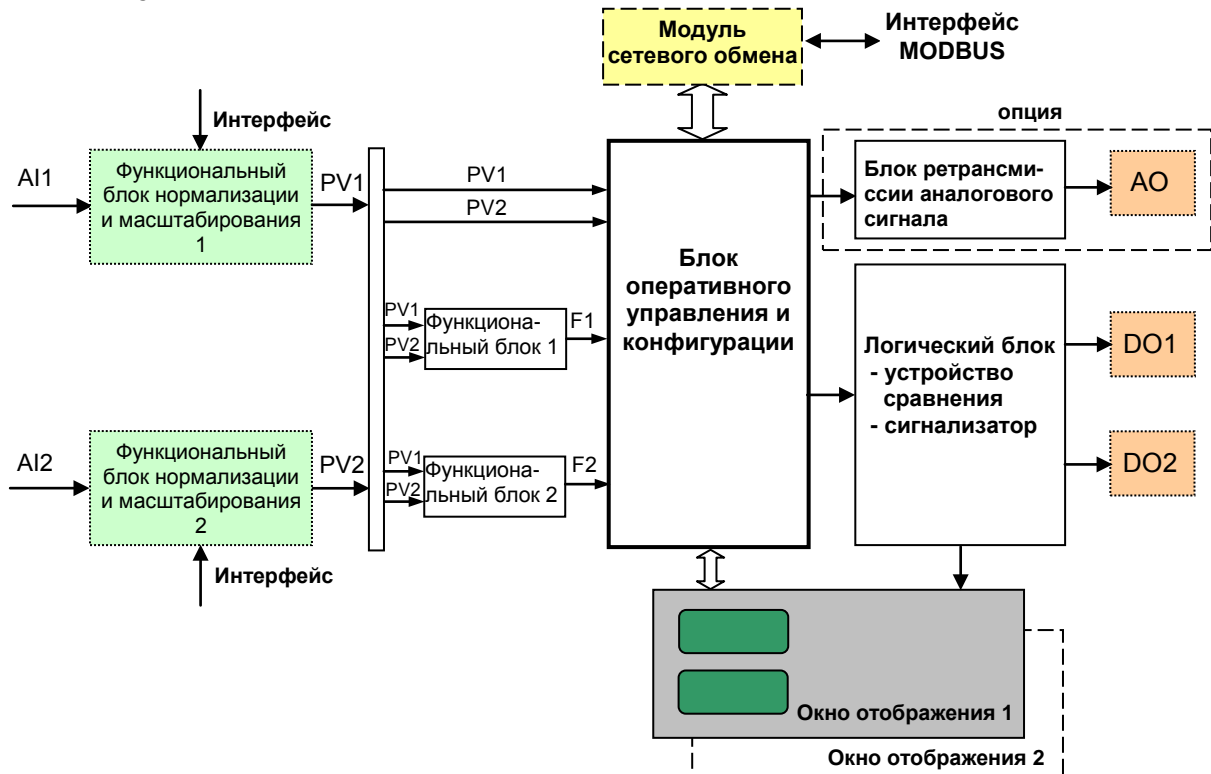 Модуль
сетевого обмена
Интерфейс
MODBUS
Интерфейс
опция
AI1
Функциональный
блок нормализации
и масштабирования
1
PV1
PV1
PV2
Блок
оперативного
управления и
конфигурации
Блок ретрансми-
ссии аналогового
сигнала
AO
PV1
PV2
Функциона-
льный блок 1
F1
Логический блок
- устройство
сравнения
- сигнализатор
DO1
DO2
AI2
Функциональный
блок нормализации
и масштабирования
2
PV2
PV1
PV2
Функциона-
льный блок 2
F2
Интерфейс
Окно отображения 1
Окно отображения 2